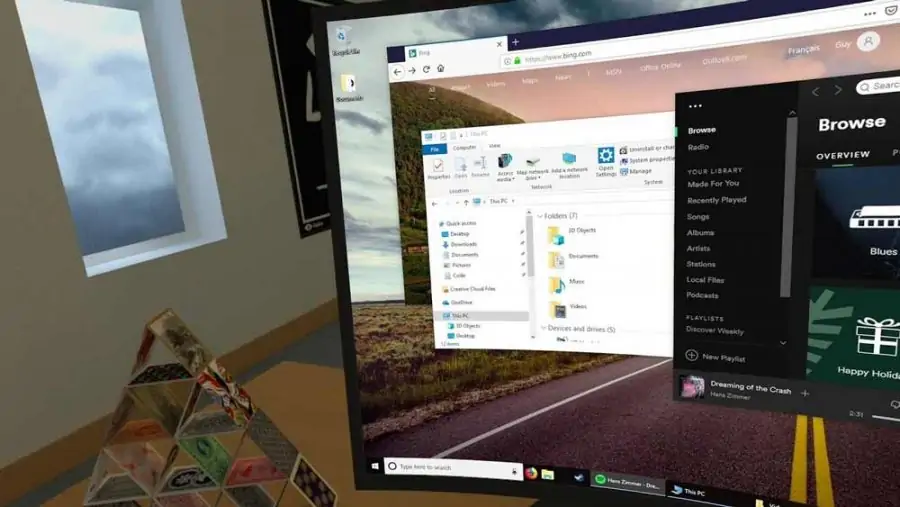 Recycle Bin
Bing
https://www.bing.com
Videos
Maps
News
MSN
Office Online
Outlook.com
Français
Guy
All
This PC
File
Computer
View
Properties
Open
Rename
Access media
Map network drive
Add a network location
Open Settings
Uninstall or chan
System propertie
Manage
Location
Network
System
This PC
Quick access
Desktop
Downloads
Documents
Pictures
Code
Creative Cloud Files
OneDrive
This PC
3D Objects
Desktop
12 items
Folders (7)
3D Objects
Documents
Music
Videos
Devices and drives (5)
Browse
Radio
YOUR LIBRARY
Made For You
Recently Played
Songs
Albums
Artists
Stations
Local Files
Podcasts
PLAYLISTS
Discover Weekly
New Playlist
Dreaming of the Crash
Hans Zimmer
Searc
Browse
OVERVIEW
P
Blues
Happy Holida
2:31
Type here to search
Hans Zimmer - Dre...
This PC